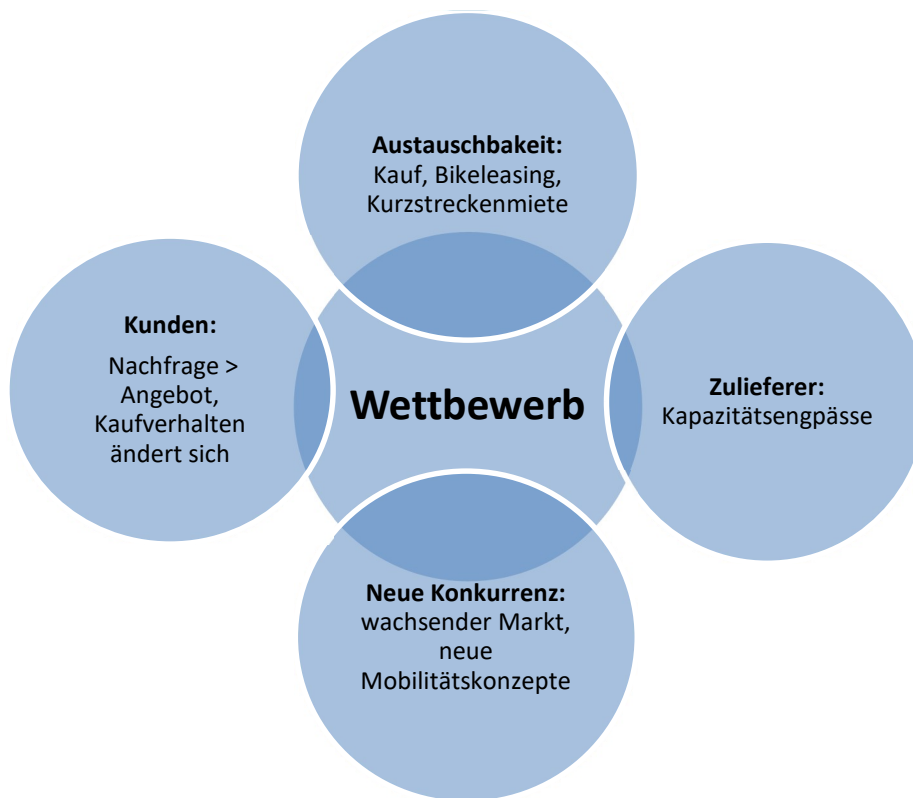 Austauschbakeit:
Kauf, Bikeleasing,
Kurzstreckenmiete
Kunden:
Nachfrage >
Angebot,
Kaufverhalten
ändert sich
Wettbewerb
Zulieferer:
Kapazitätsengpässe
Neue Konkurrenz:
wachsender Markt,
neue
Mobilitätskonzepte